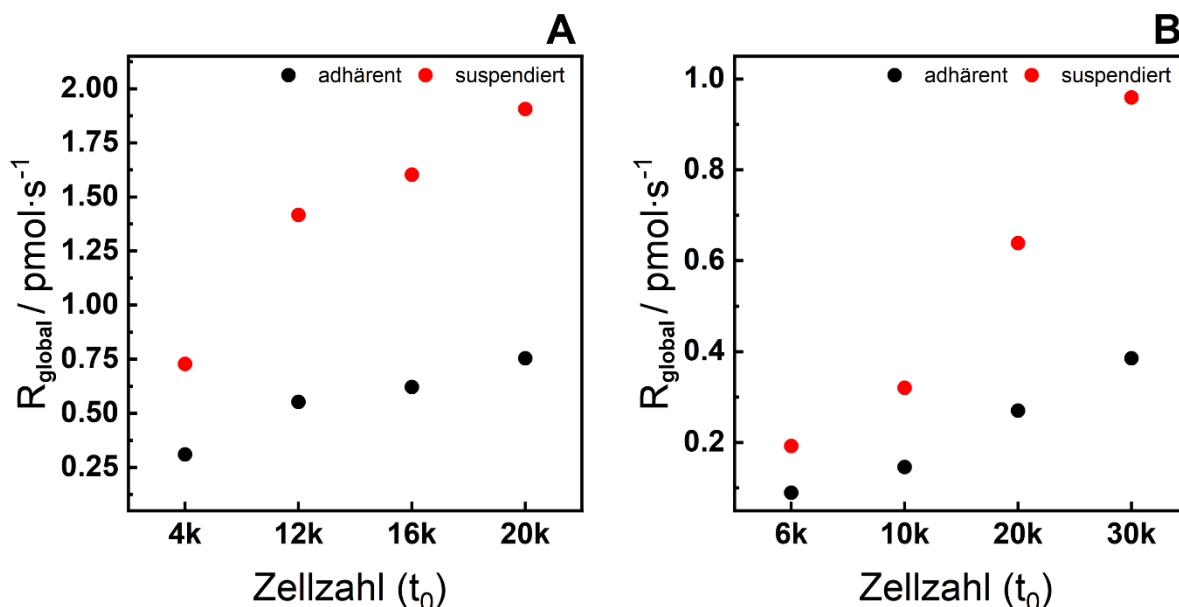 A
adhärent suspendiert
2.00
1.75
1.50
1.25
1.00
0.75
0.50
0.25
R_global / pmol·s⁻¹
4k 12k 16k 20k
Zellzahl (t₀)
B
adhärent suspendiert
1.0
0.8
0.6
0.4
0.2
R_global / pmol·s⁻¹
6k 10k 20k 30k
Zellzahl (t₀)